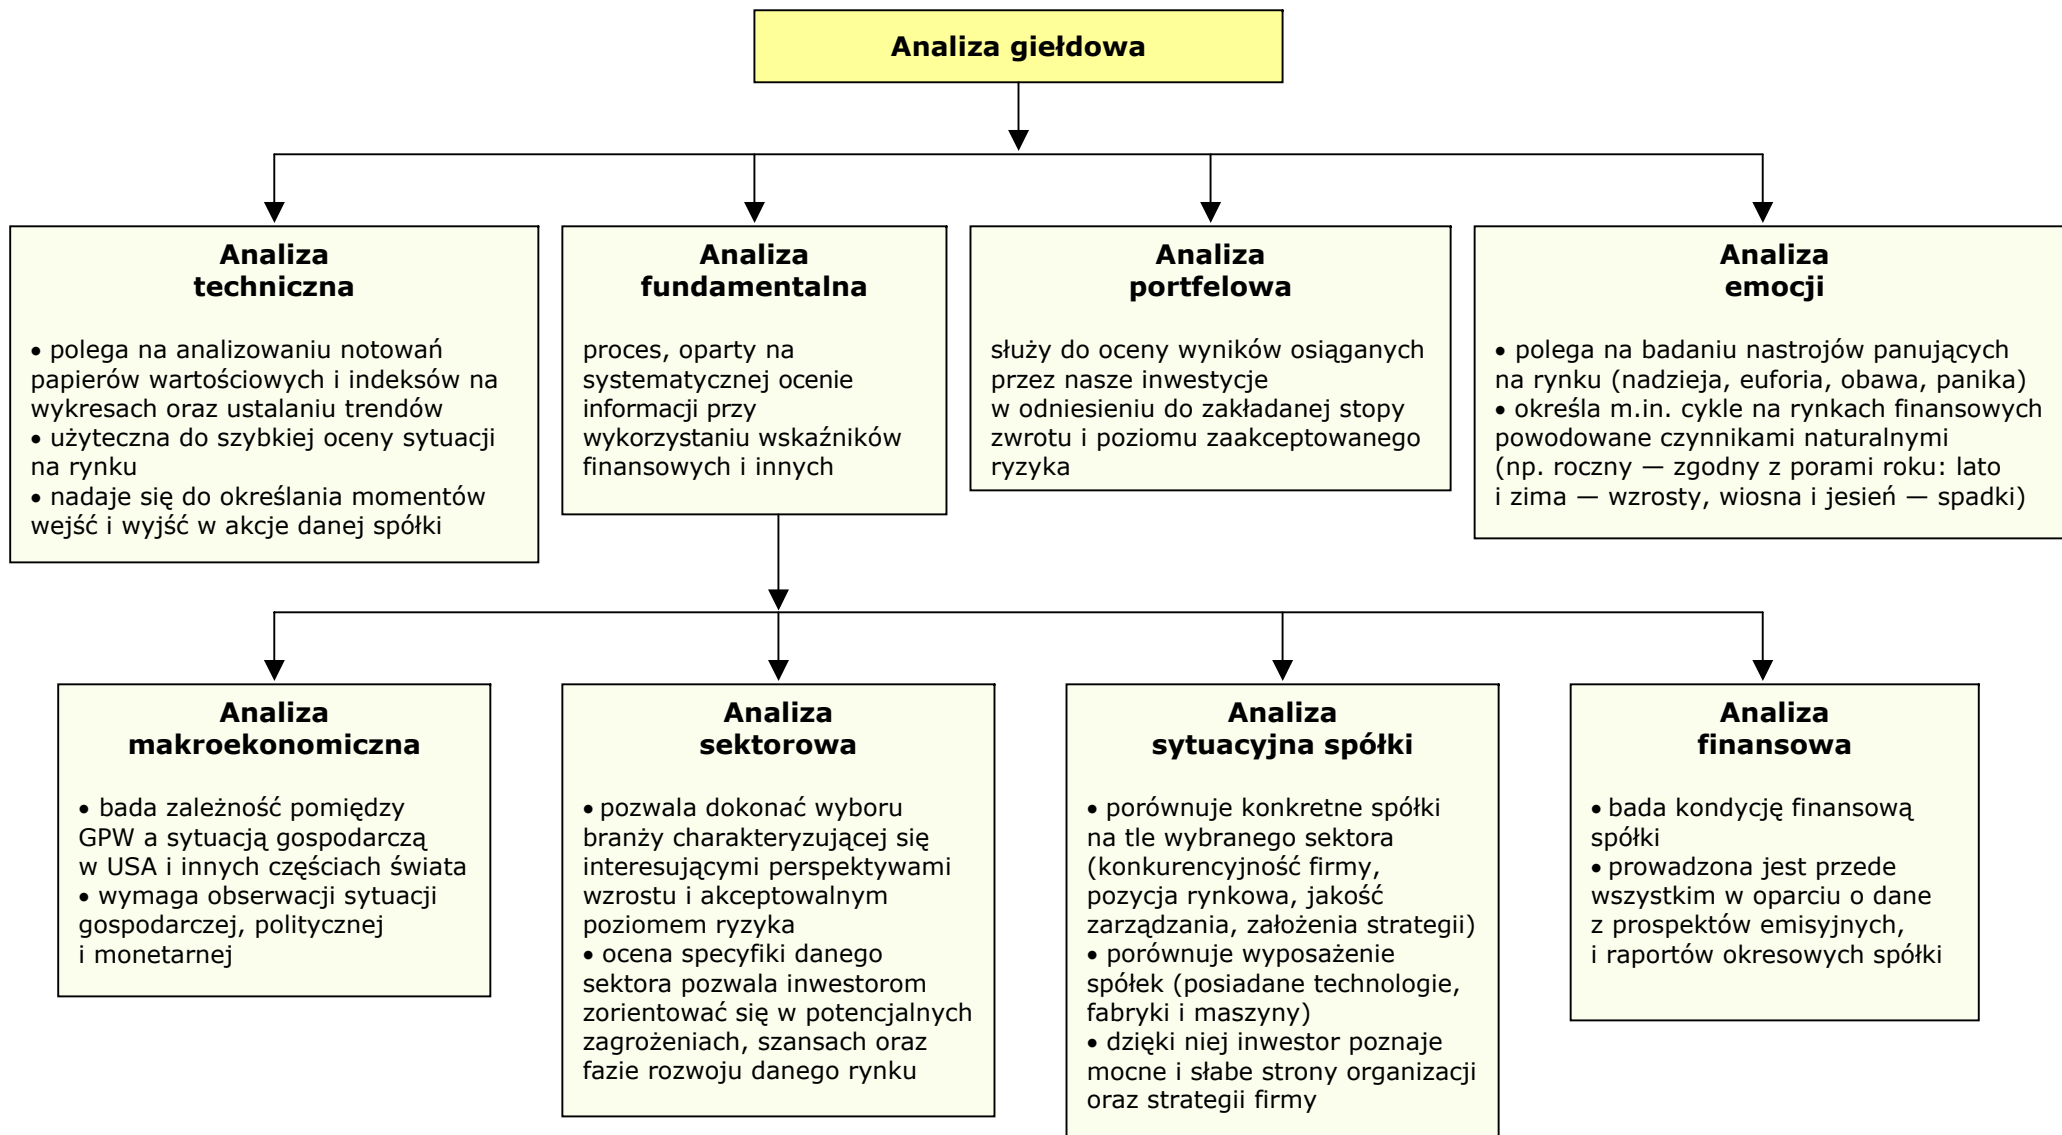 Analiza giełdowa
Analiza
techniczna
• polega na analizowaniu notowań
papierów wartościowych i indeksów na
wykresach oraz ustalaniu trendów
• użyteczna do szybkiej oceny sytuacji
na rynku
• nadaje się do określania momentów
wejść i wyjść w akcje danej spółki
Analiza
fundamentalna
proces, oparty na
systematycznej ocenie
informacji przy
wykorzystaniu wskaźników
finansowych i innych
Analiza
portfelowa
służy do oceny wyników osiąganych
przez nasze inwestycje
w odniesieniu do zakładanej stopy
zwrotu i poziomu zaakceptowanego
ryzyka
Analiza
emocji
• polega na badaniu nastrojów panujących
na rynku (nadzieja, euforia, obawa, panika)
• określa m.in. cykle na rynkach finansowych
powodowane czynnikami naturalnymi
(np. roczny — zgodny z porami roku: lato
i zima — wzrosty, wiosna i jesień — spadki)
Analiza
makroekonomiczna
• bada zależność pomiędzy
GPW a sytuacją gospodarczą
w USA i innych częściach świata
• wymaga obserwacji sytuacji
gospodarczej, politycznej
i monetarnej
Analiza
sektorowa
• pozwala dokonać wyboru
branży charakteryzującej się
interesującymi perspektywami
wzrostu i akceptowalnym
poziomem ryzyka
• ocena specyfiki danego
sektora pozwala inwestorom
zorientować się w potencjalnych
zagrożeniach, szansach oraz
fazie rozwoju danego rynku
Analiza
sytuacyjna spółki
• porównuje konkretne spółki
na tle wybranego sektora
(konkurencyjność firmy,
pozycja rynkowa, jakość
zarządzania, założenia strategii)
• porównuje wyposażenie
spółek (posiadane technologie,
fabryki i maszyny)
• dzięki niej inwestor poznaje
mocne i słabe strony organizacji
oraz strategii firmy
Analiza
finansowa
• bada kondycję finansową
spółki
• prowadzona jest przede
wszystkim w oparciu o dane
z prospektów emisyjnych,
i raportów okresowych spółki